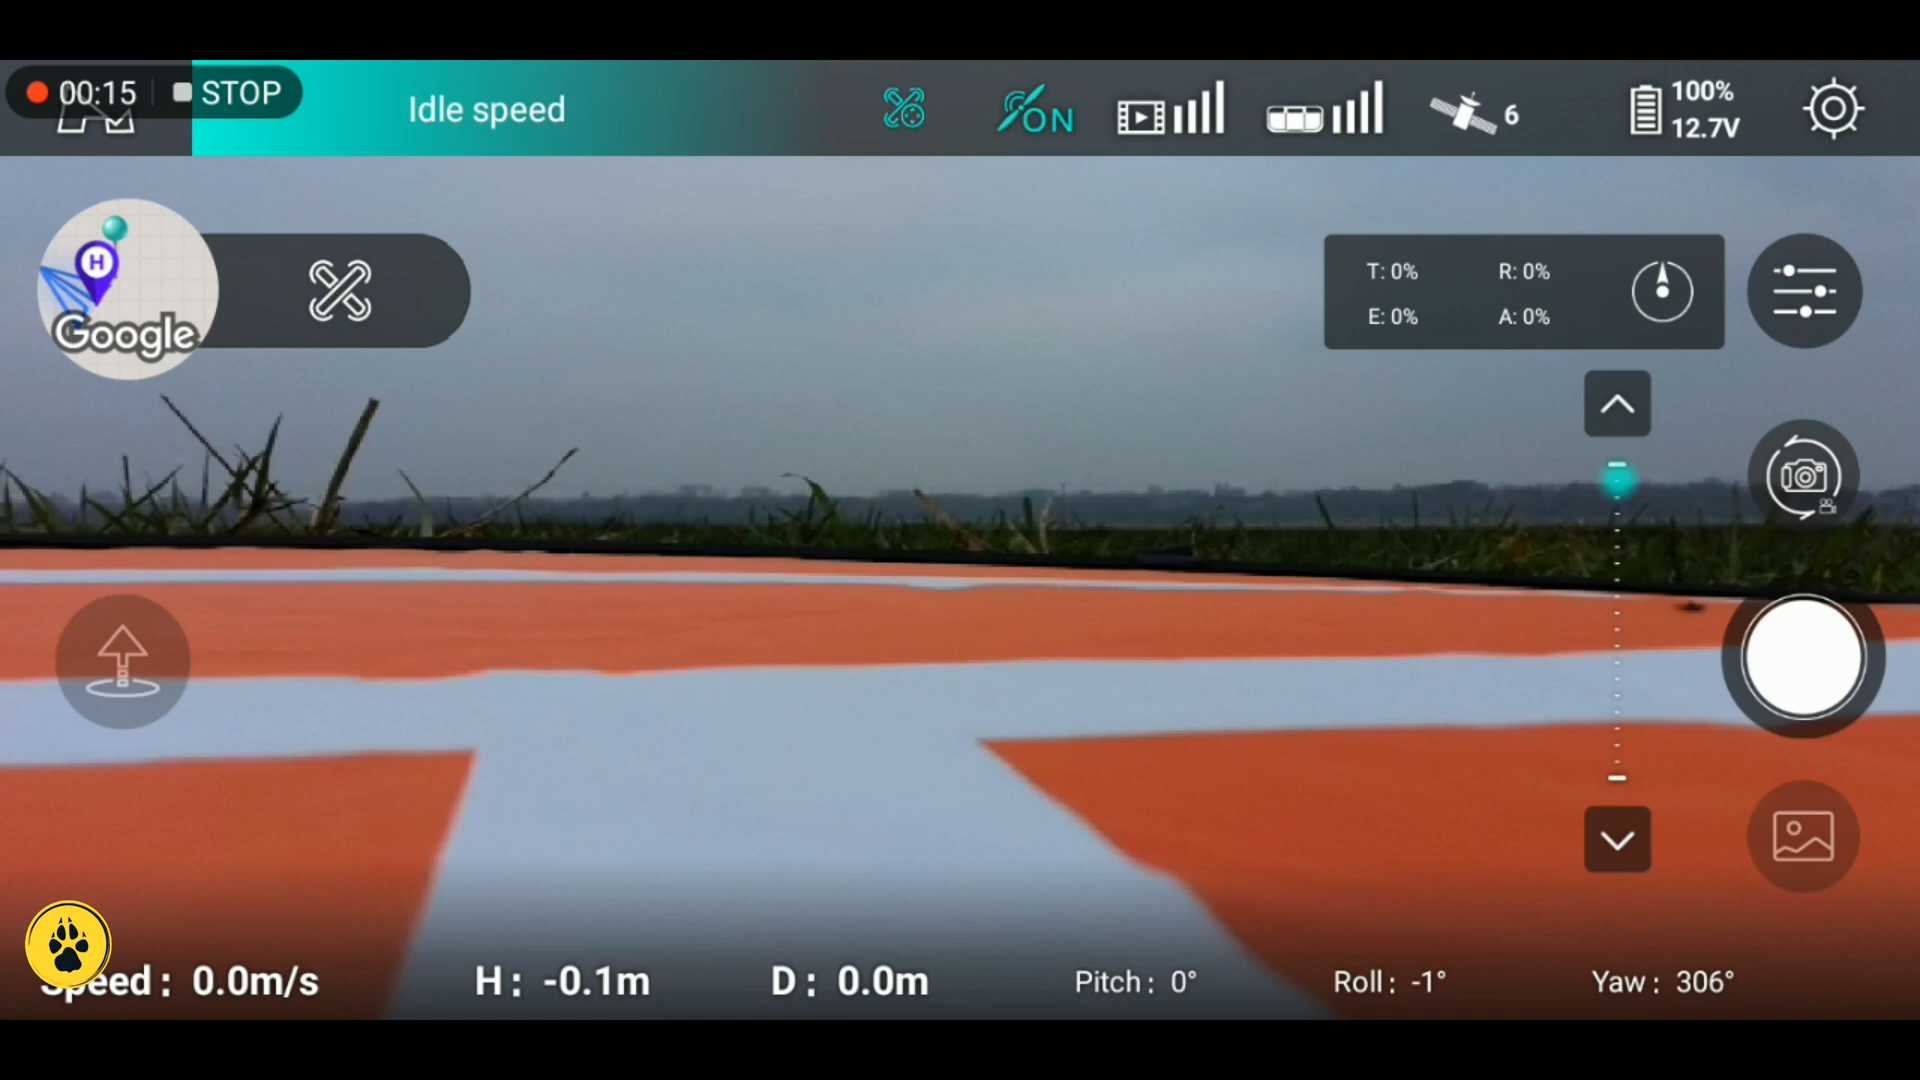 00:15 STOP
Idle speed
ON
6
100%
12.7V
H
Google
T: 0% R: 0%
E: 0% A: 0%
Speed: 0.0m/s H: -0.1m D: 0.0m Pitch: 0° Roll: -1° Yaw: 306°